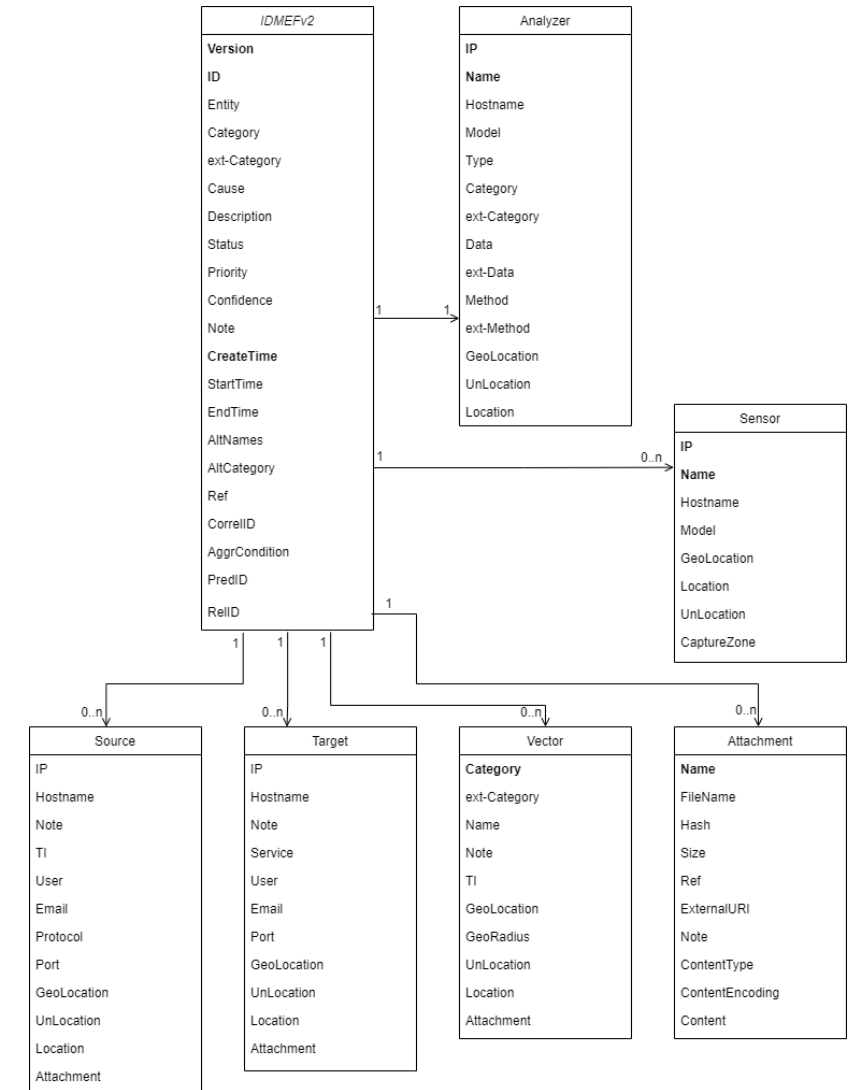 IDMEFv2
Version
ID
Entity
Category
ext-Category
Cause
Description
Status
Priority
Confidence
Note
CreateTime
StartTime
EndTime
AltNames
AltCategory
Ref
CorrelID
AggrCondition
PredID
RelID
Analyzer
IP
Name
Hostname
Model
Type
Category
ext-Category
Data
ext-Data
Method
ext-Method
GeoLocation
UnLocation
Location
1
1
Sensor
IP
Name
Hostname
Model
GeoLocation
Location
UnLocation
CaptureZone
1
0..n
1
1
1
1
0..n
0..n
0..n
0..n
Source
IP
Hostname
Note
TI
User
Email
Protocol
Port
GeoLocation
UnLocation
Location
Attachment
Target
IP
Hostname
Note
Service
User
Email
Port
GeoLocation
UnLocation
Location
Attachment
Vector
Category
ext-Category
Name
Note
TI
GeoLocation
GeoRadius
UnLocation
Location
Attachment
Attachment
Name
FileName
Hash
Size
Ref
ExternalURI
Note
ContentType
ContentEncoding
Content